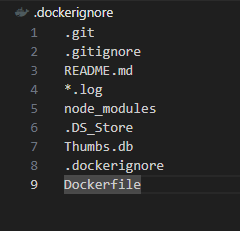 .dockerignore
1 .git
2 .gitignore
3 README.md
4 *.log
5 node_modules
6 .DS_Store
7 Thumbs.db
8 .dockerignore
9 Dockerfile